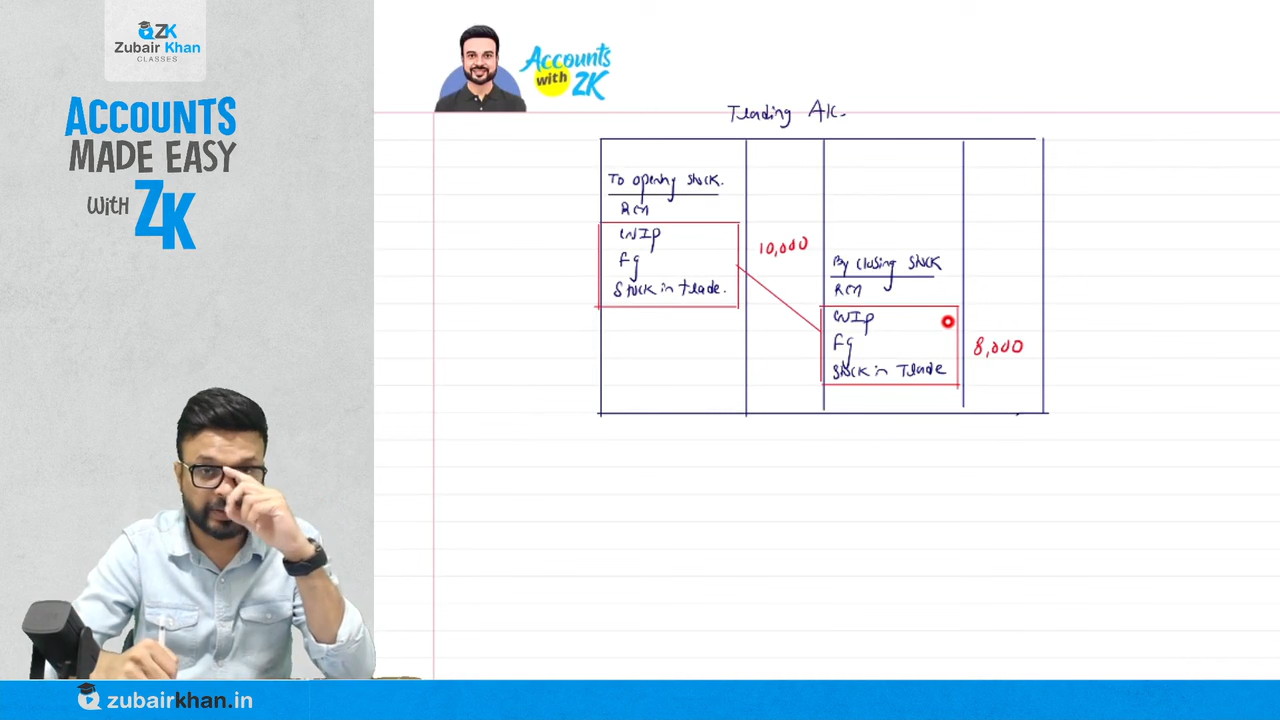 ZK
Zubair Khan
CLASSES
ACCOUNTS
MADE EASY
WITH ZK
Accounts
with
ZK
Trading A/c.
To opening stock.
RM
WIP
Fg
Stock in trade.
10,000
By closing stock
RM
WIP
Fg
Stock in Trade
8,000
zubairkhan.in